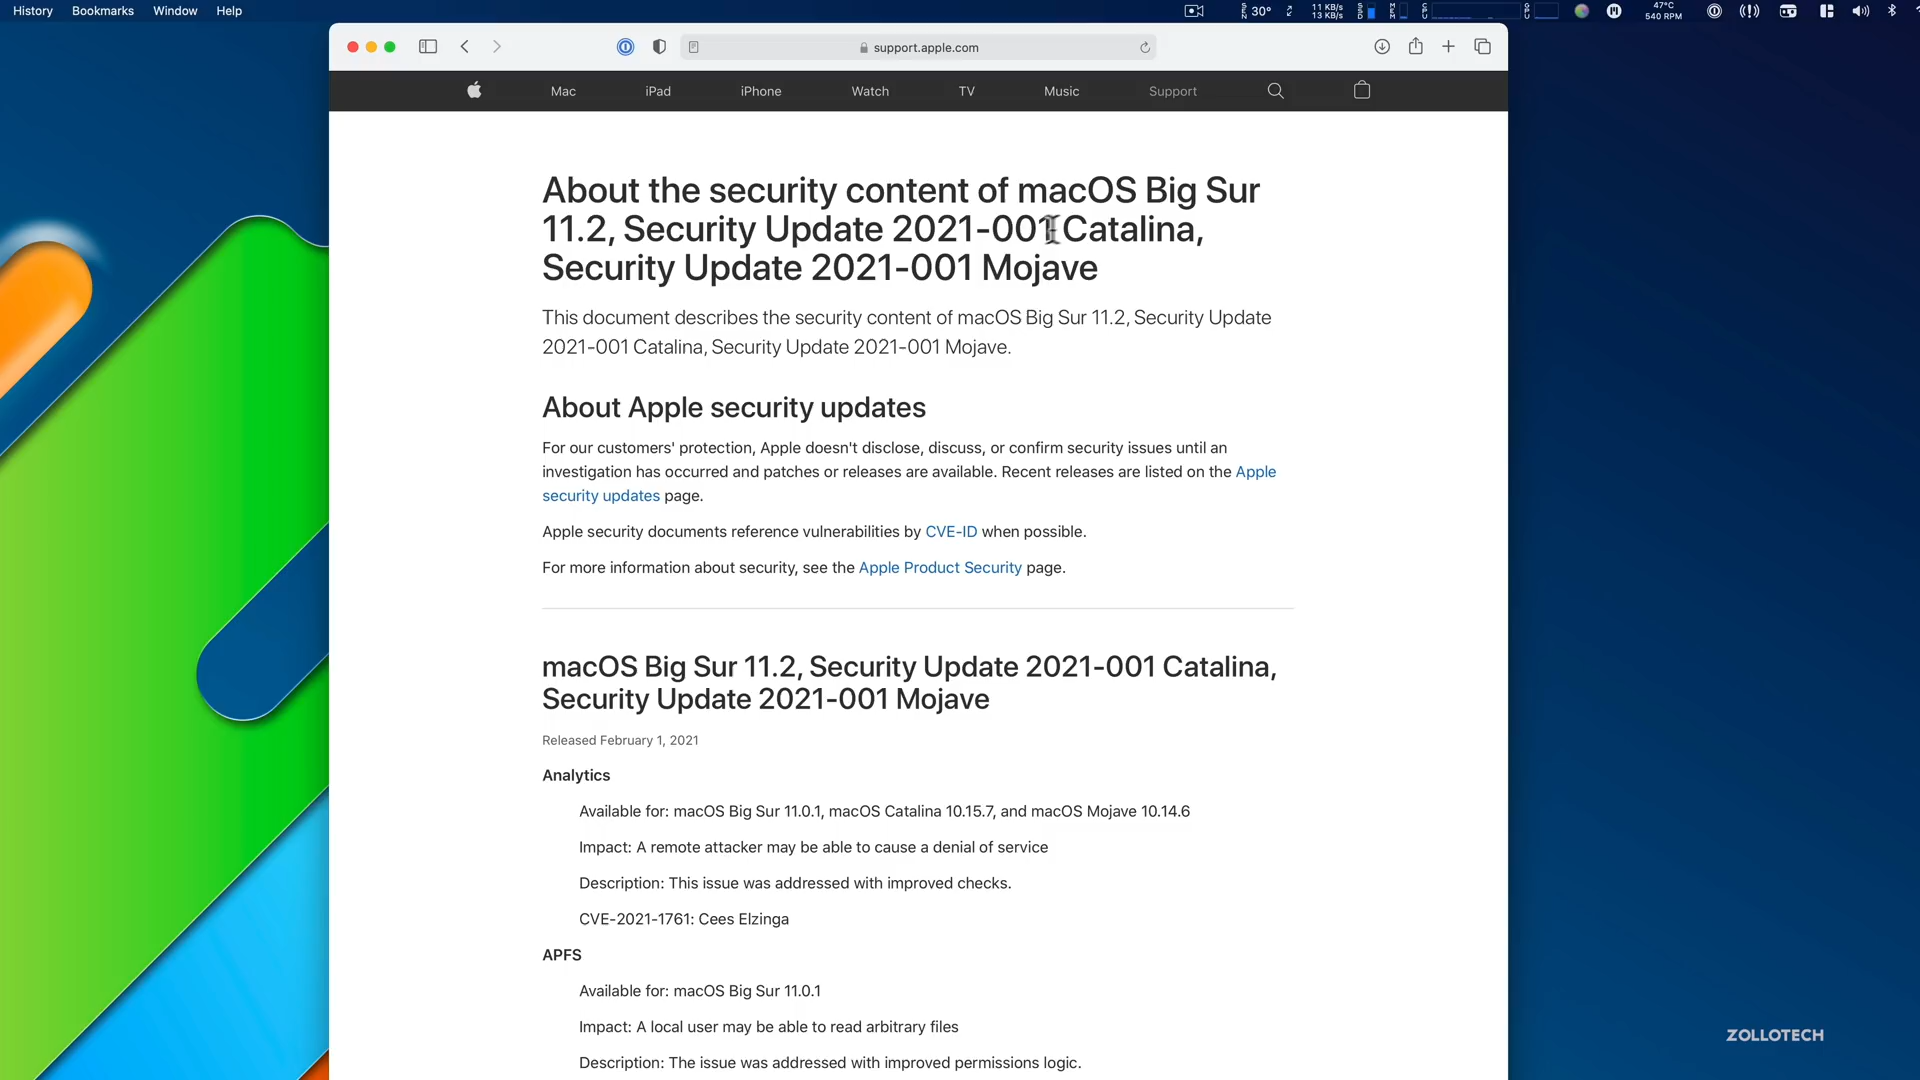 History Bookmarks Window Help
30° 11 KB/s 47°C
13 KB/s 540 RPM
support.apple.com
Mac iPad iPhone Watch TV Music Support
About the security content of macOS Big Sur
11.2, Security Update 2021-001 Catalina,
Security Update 2021-001 Mojave
This document describes the security content of macOS Big Sur 11.2, Security Update
2021-001 Catalina, Security Update 2021-001 Mojave.
About Apple security updates
For our customers' protection, Apple doesn't disclose, discuss, or confirm security issues until an
investigation has occurred and patches or releases are available. Recent releases are listed on the Apple
security updates page.
Apple security documents reference vulnerabilities by CVE-ID when possible.
For more information about security, see the Apple Product Security page.
macOS Big Sur 11.2, Security Update 2021-001 Catalina,
Security Update 2021-001 Mojave
Released February 1, 2021
Analytics
Available for: macOS Big Sur 11.0.1, macOS Catalina 10.15.7, and macOS Mojave 10.14.6
Impact: A remote attacker may be able to cause a denial of service
Description: This issue was addressed with improved checks.
CVE-2021-1761: Cees Elzinga
APFS
Available for: macOS Big Sur 11.0.1
Impact: A local user may be able to read arbitrary files
Description: The issue was addressed with improved permissions logic.
ZOLLOTECH